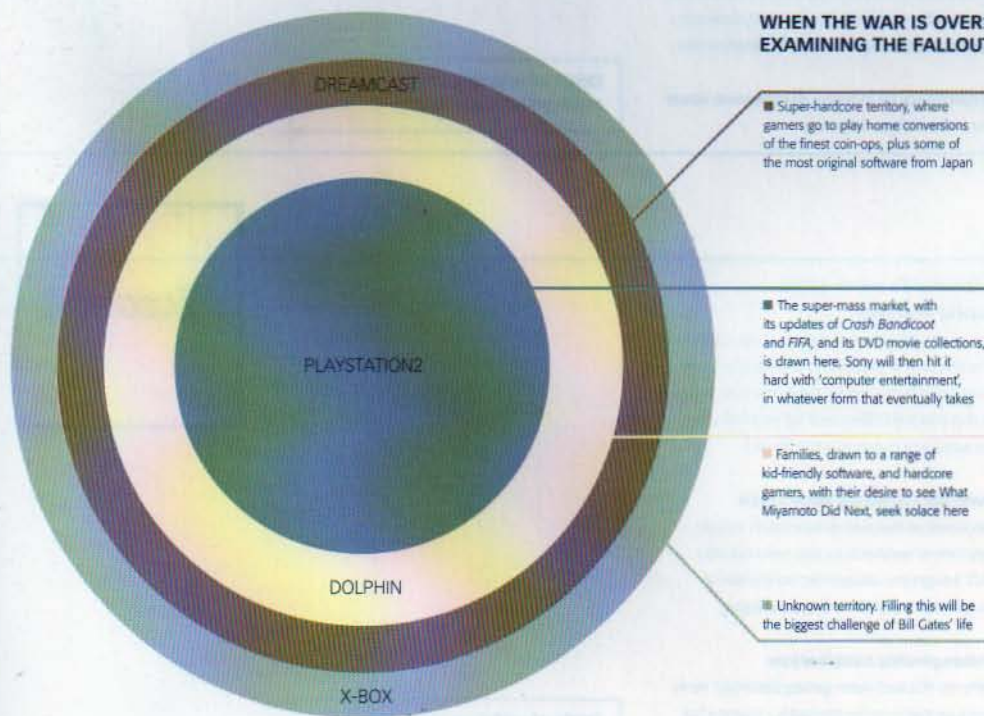 WHEN THE WAR IS OVER:
EXAMINING THE FALLOUT
DREAMCAST
■ Super-hardcore territory, where
gamers go to play home conversions
of the finest coin-ops, plus some of
the most original software from Japan
■ The super-mass market, with
its updates of Crash Bandicoot
and FIFA, and its DVD movie collections,
is drawn here. Sony will then hit it
hard with 'computer entertainment',
in whatever form that eventually takes
PLAYSTATION2
■ Families, drawn to a range of
kid-friendly software, and hardcore
gamers, with their desire to see What
Miyamoto Did Next, seek solace here
DOLPHIN
■ Unknown territory. Filling this will be
the biggest challenge of Bill Gates' life
X-BOX